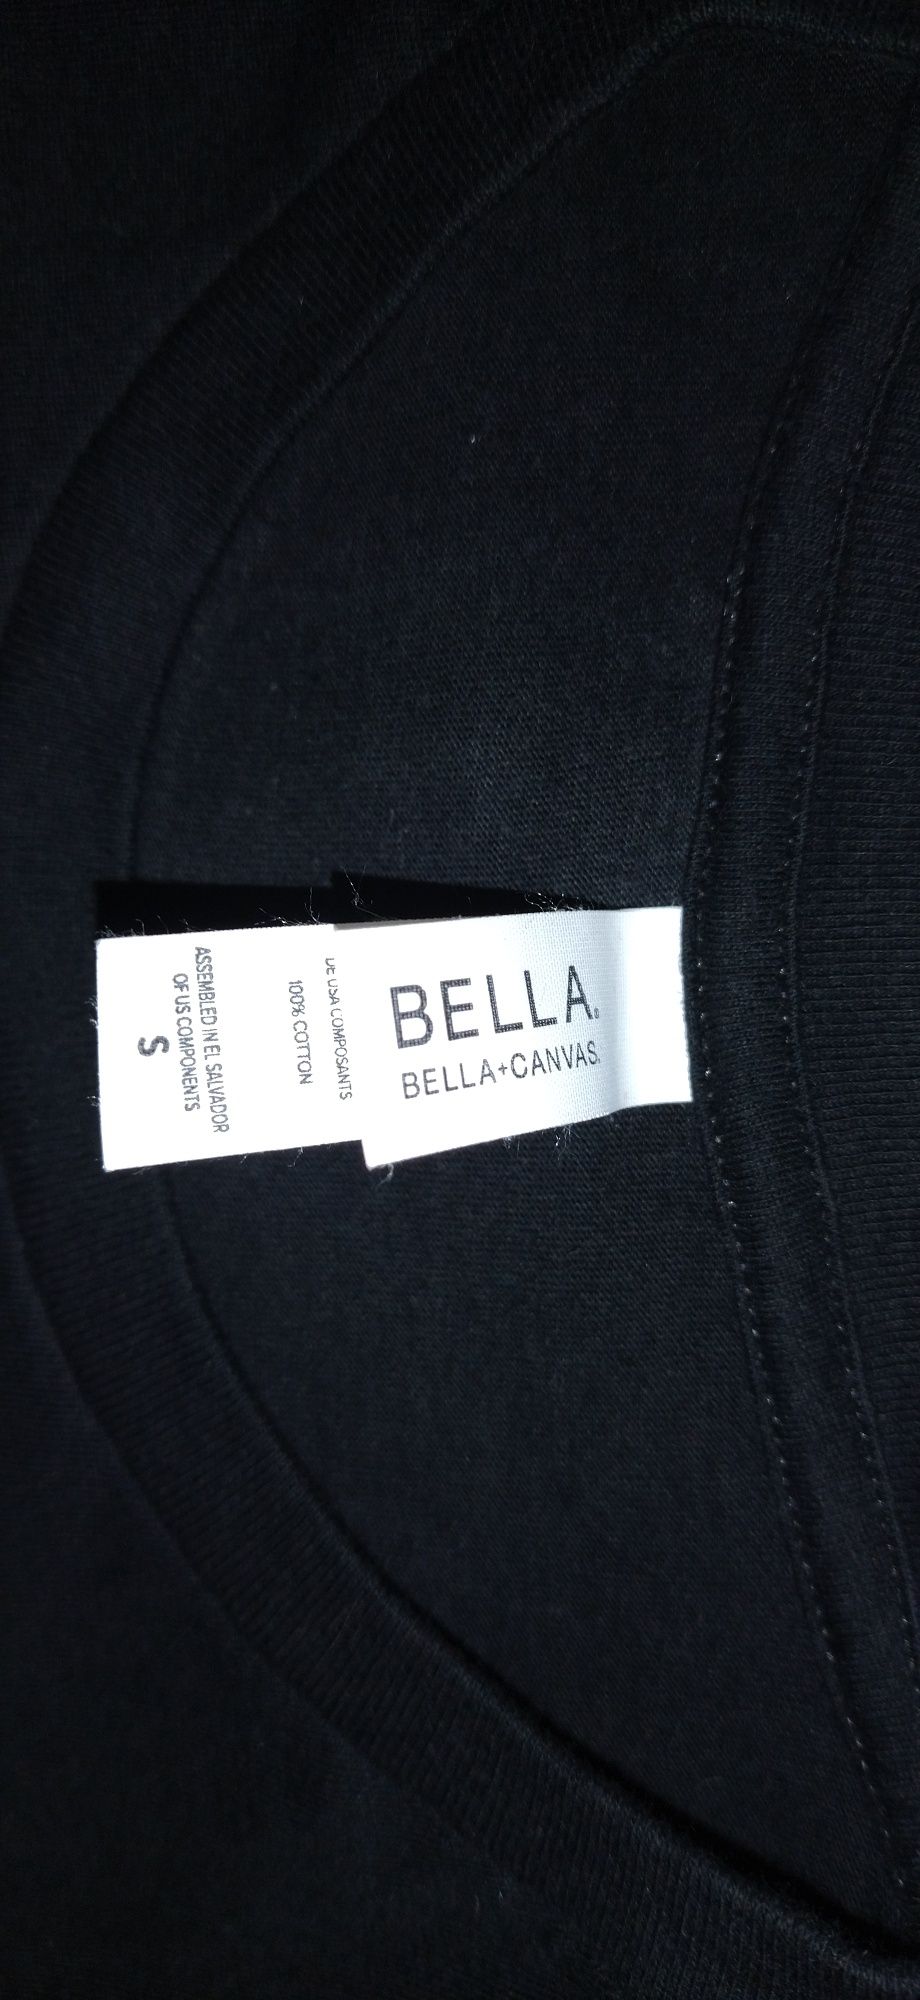 BELLA®
BELLA+CANVAS®
DE USA COMPOSANTS
100% COTTON
ASSEMBLED IN EL SALVADOR
OF US COMPONENTS
S